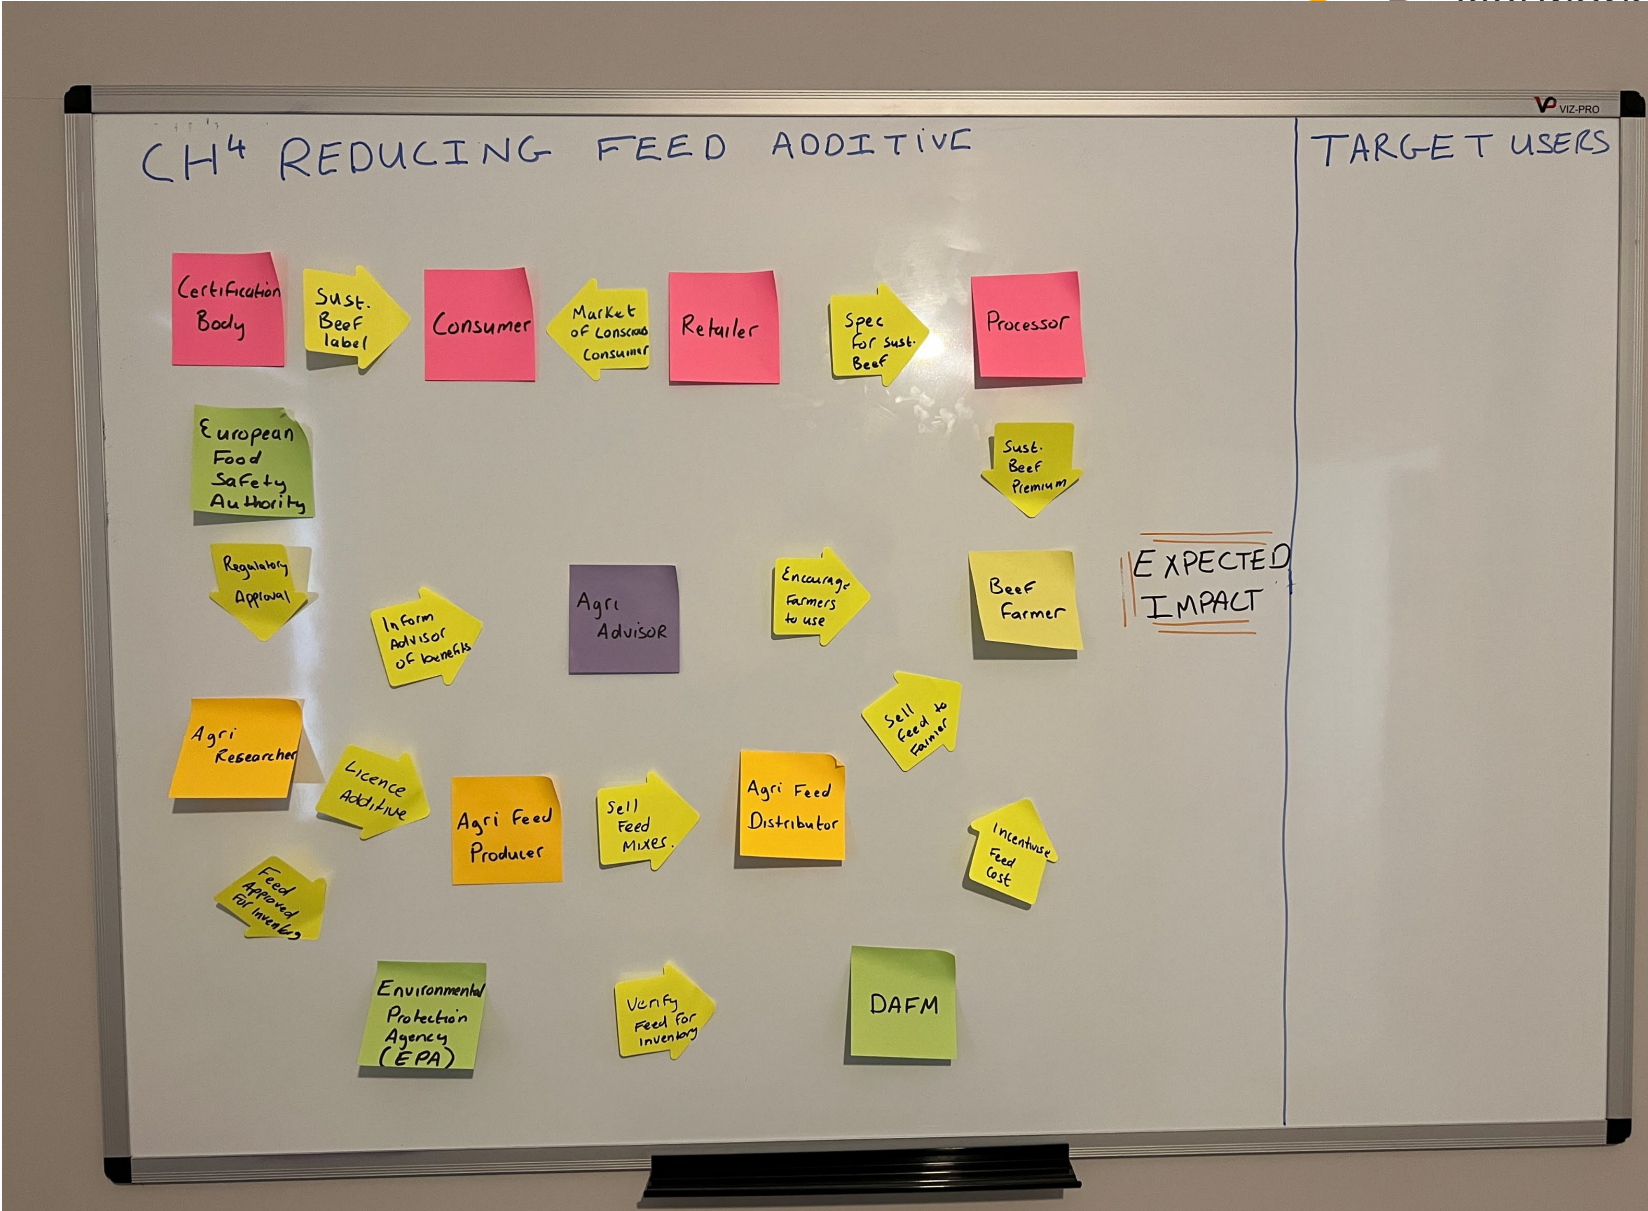 VP VIZ-PRO
CH⁴ REDUCING FEED ADDITIVE
TARGET USERS
Certification
Body
Sust.
Beef
label
Consumer
Market
of Conscious
Consumer
Retailer
Spec
For Sust.
Beef
Processor
European
Food
Safety
Authority
Sust.
Beef
Premium
Regulatory
Approval
Inform
Advisor
of benefits
Agri
Advisor
Encourage
Farmers
to use
Beef
Farmer
EXPECTED
IMPACT
Agri
Researcher
Licence
Additive
Agri Feed
Producer
Sell
Feed
Mixes.
Agri Feed
Distributor
Sell
Feed to
Farmer
Incentivise
Feed
Cost
Feed
Approved
For Inventory
Environmental
Protection
Agency
(EPA)
Verify
Feed For
Inventory
DAFM